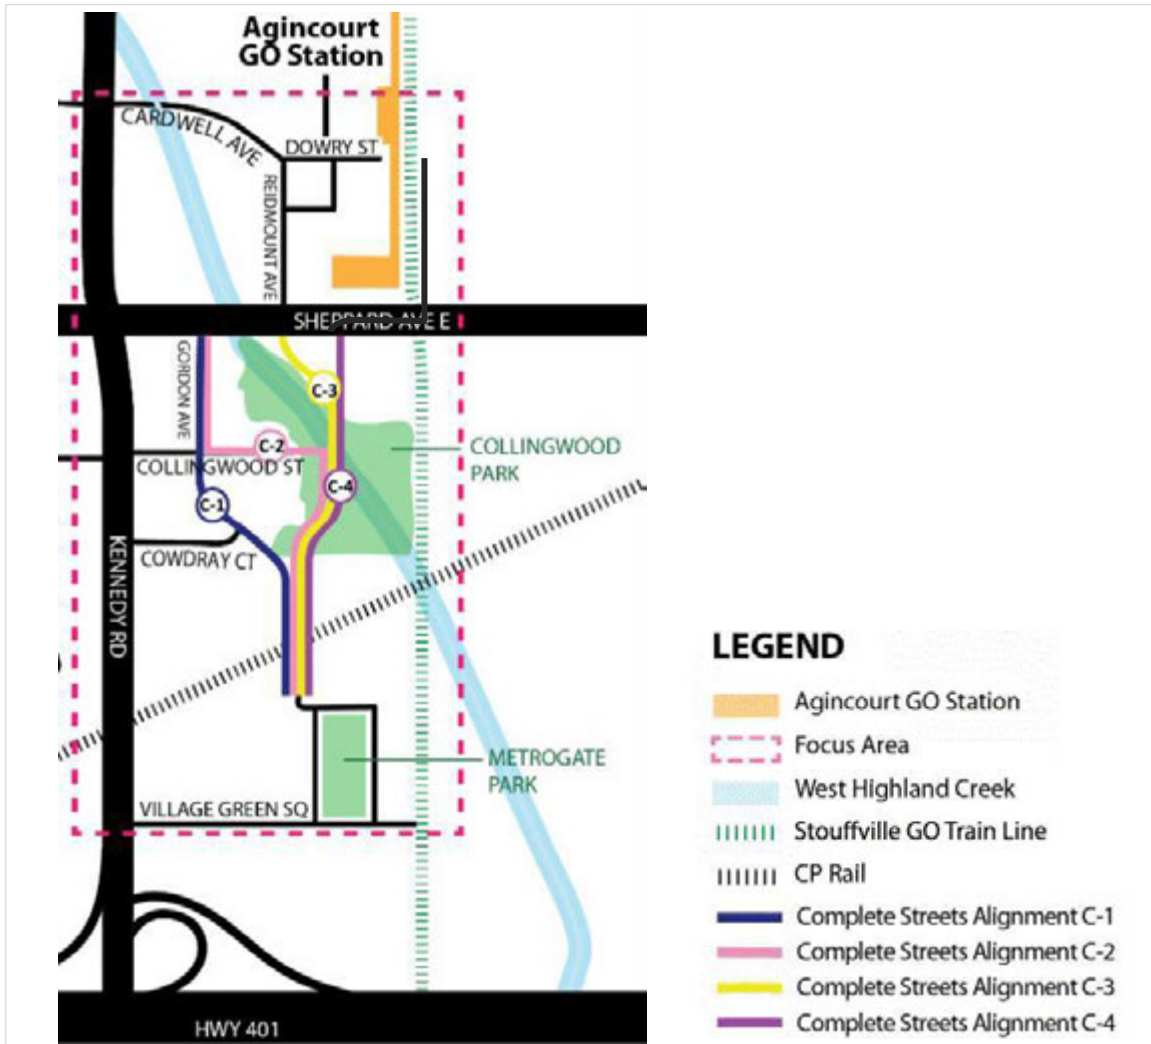 Agincourt
GO Station
CARDWELL AVE
DOWRY ST
REIDMOUNT AVE
SHEPPARD AVE E
GORDON AVE
C-3
C-2
COLLINGWOOD ST
COLLINGWOOD
PARK
C-4
C-1
COWDRAY CT
KENNEDY RD
METROGATE
PARK
VILLAGE GREEN SQ
HWY 401
LEGEND
Agincourt GO Station
Focus Area
West Highland Creek
Stouffville GO Train Line
CP Rail
Complete Streets Alignment C-1
Complete Streets Alignment C-2
Complete Streets Alignment C-3
Complete Streets Alignment C-4